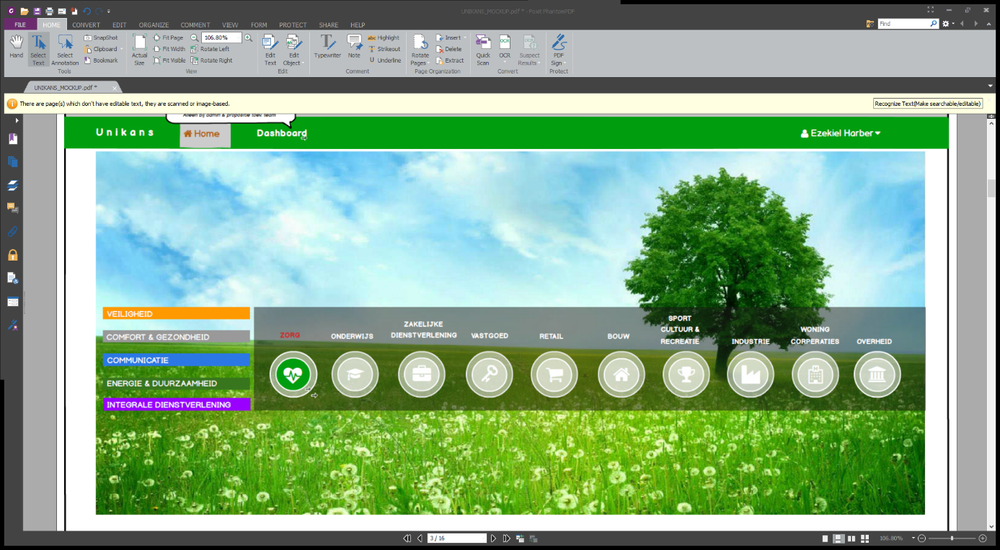 UNIKANS_MOCKUP.pdf * - Foxit PhantomPDF
FILE HOME CONVERT EDIT ORGANIZE COMMENT VIEW FORM PROTECT SHARE HELP
Find
Hand
Select Text
Select Annotation
SnapShot
Clipboard
Bookmark
Tools
Actual Size
Fit Page
Fit Width
Fit Visible
106.80%
Rotate Left
Rotate Right
View
Edit Text
Edit Object
Edit
Typewriter
Note
Highlight
Strikeout
Underline
Comment
Rotate Pages
Insert
Delete
Extract
Page Organization
Quick Scan
OCR
Suspect Results
Convert
PDF Sign
Protect
UNIKANS_MOCKUP.pdf *
There are page(s) which don't have editable text, they are scanned or image-based.
Recognize Text(Make searchable/editable)
Alleen bij admin & propositie toev team
Unikans
Home
Dashboard
Ezekiel Harber
VEILIGHEID
COMFORT & GEZONDHEID
COMMUNICATIE
ENERGIE & DUURZAAMHEID
INTEGRALE DIENSTVERLENING
ZORG
ONDERWIJS
ZAKELIJKE
DIENSTVERLENING
VASTGOED
RETAIL
BOUW
SPORT
CULTUUR &
RECREATIE
INDUSTRIE
WONING
CORPERATIES
OVERHEID
3 / 16
106.80%